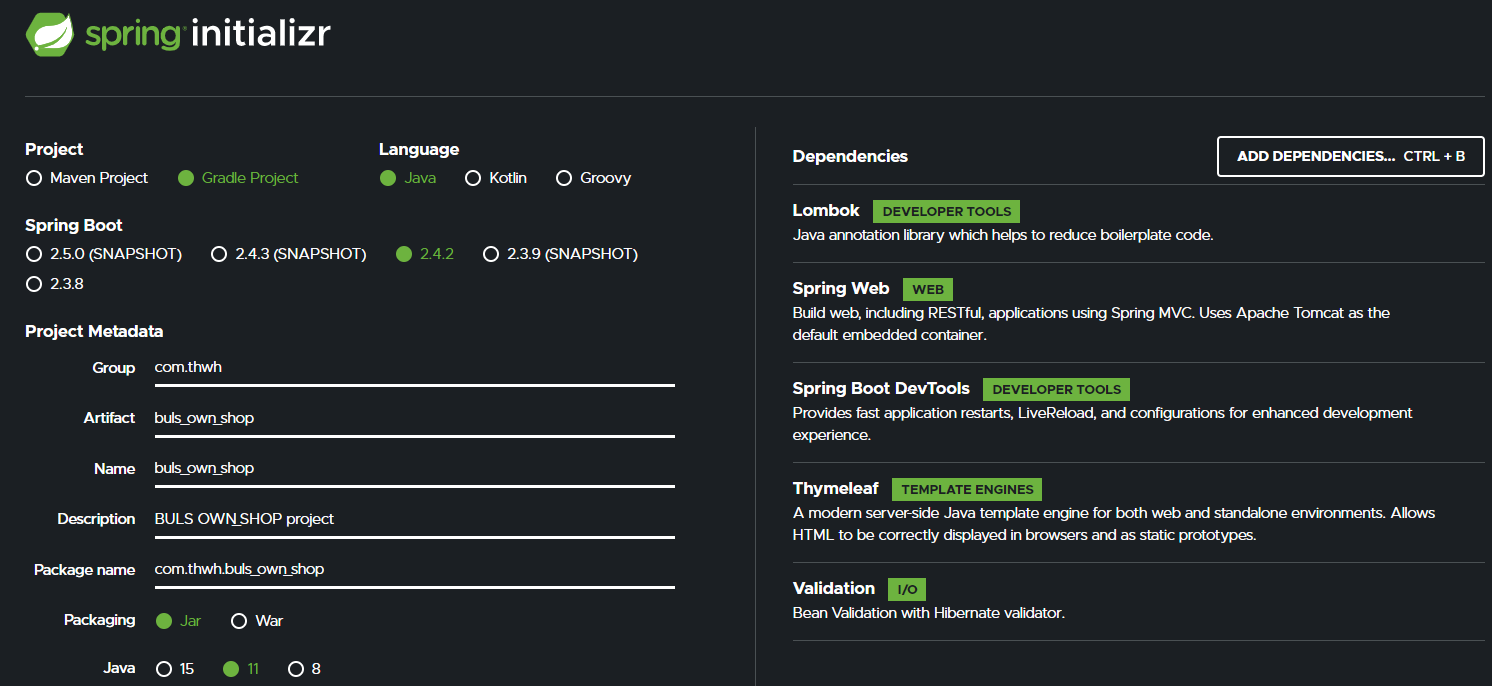 spring initializr
Project
Maven Project Gradle Project
Language
Java Kotlin Groovy
Spring Boot
2.5.0 (SNAPSHOT) 2.4.3 (SNAPSHOT) 2.4.2 2.3.9 (SNAPSHOT)
2.3.8
Project Metadata
Group com.thwh
Artifact buls_own_shop
Name buls_own_shop
Description BULS OWN_SHOP project
Package name com.thwh.buls_own_shop
Packaging Jar War
Java 15 11 8
Dependencies
ADD DEPENDENCIES... CTRL + B
Lombok DEVELOPER TOOLS
Java annotation library which helps to reduce boilerplate code.
Spring Web WEB
Build web, including RESTful, applications using Spring MVC. Uses Apache Tomcat as the
default embedded container.
Spring Boot DevTools DEVELOPER TOOLS
Provides fast application restarts, LiveReload, and configurations for enhanced development
experience.
Thymeleaf TEMPLATE ENGINES
A modern server-side Java template engine for both web and standalone environments. Allows
HTML to be correctly displayed in browsers and as static prototypes.
Validation I/O
Bean Validation with Hibernate validator.